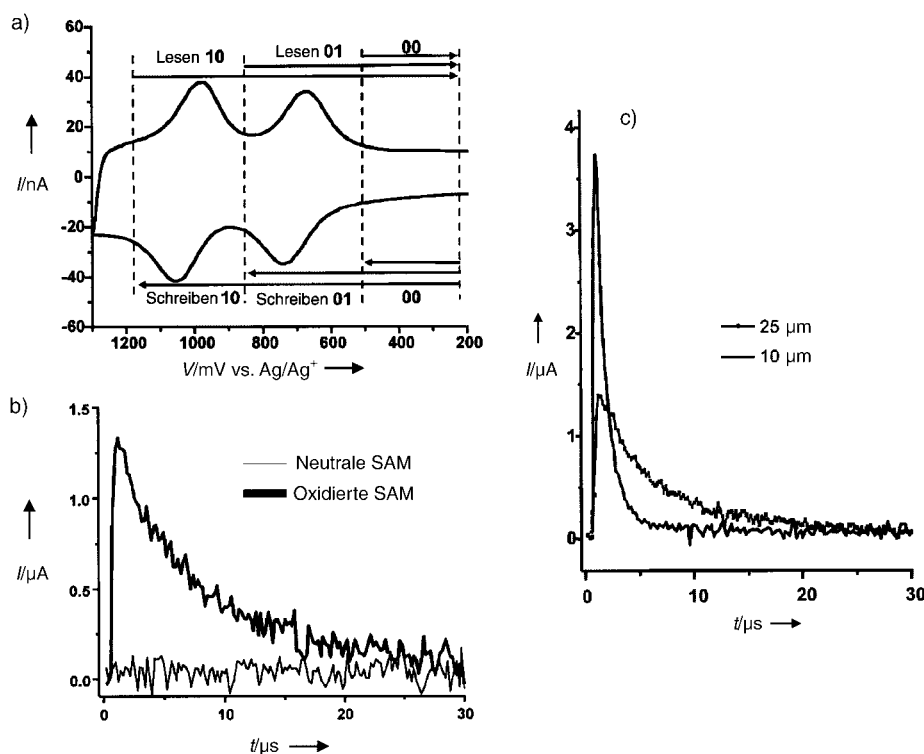 a)
60
40
20
0
-20
-40
-60
I/nA
Lesen 10
Lesen 01
00
Schreiben 10
Schreiben 01
00
1200
1000
800
600
400
200
V/mV vs. Ag/Ag+
b)
1.5
1.0
0.5
0.0
I/µA
Neutrale SAM
Oxidierte SAM
0
10
20
30
t/µs
c)
4
3
2
1
0
I/µA
25 µm
10 µm
0
10
20
30
t/µs